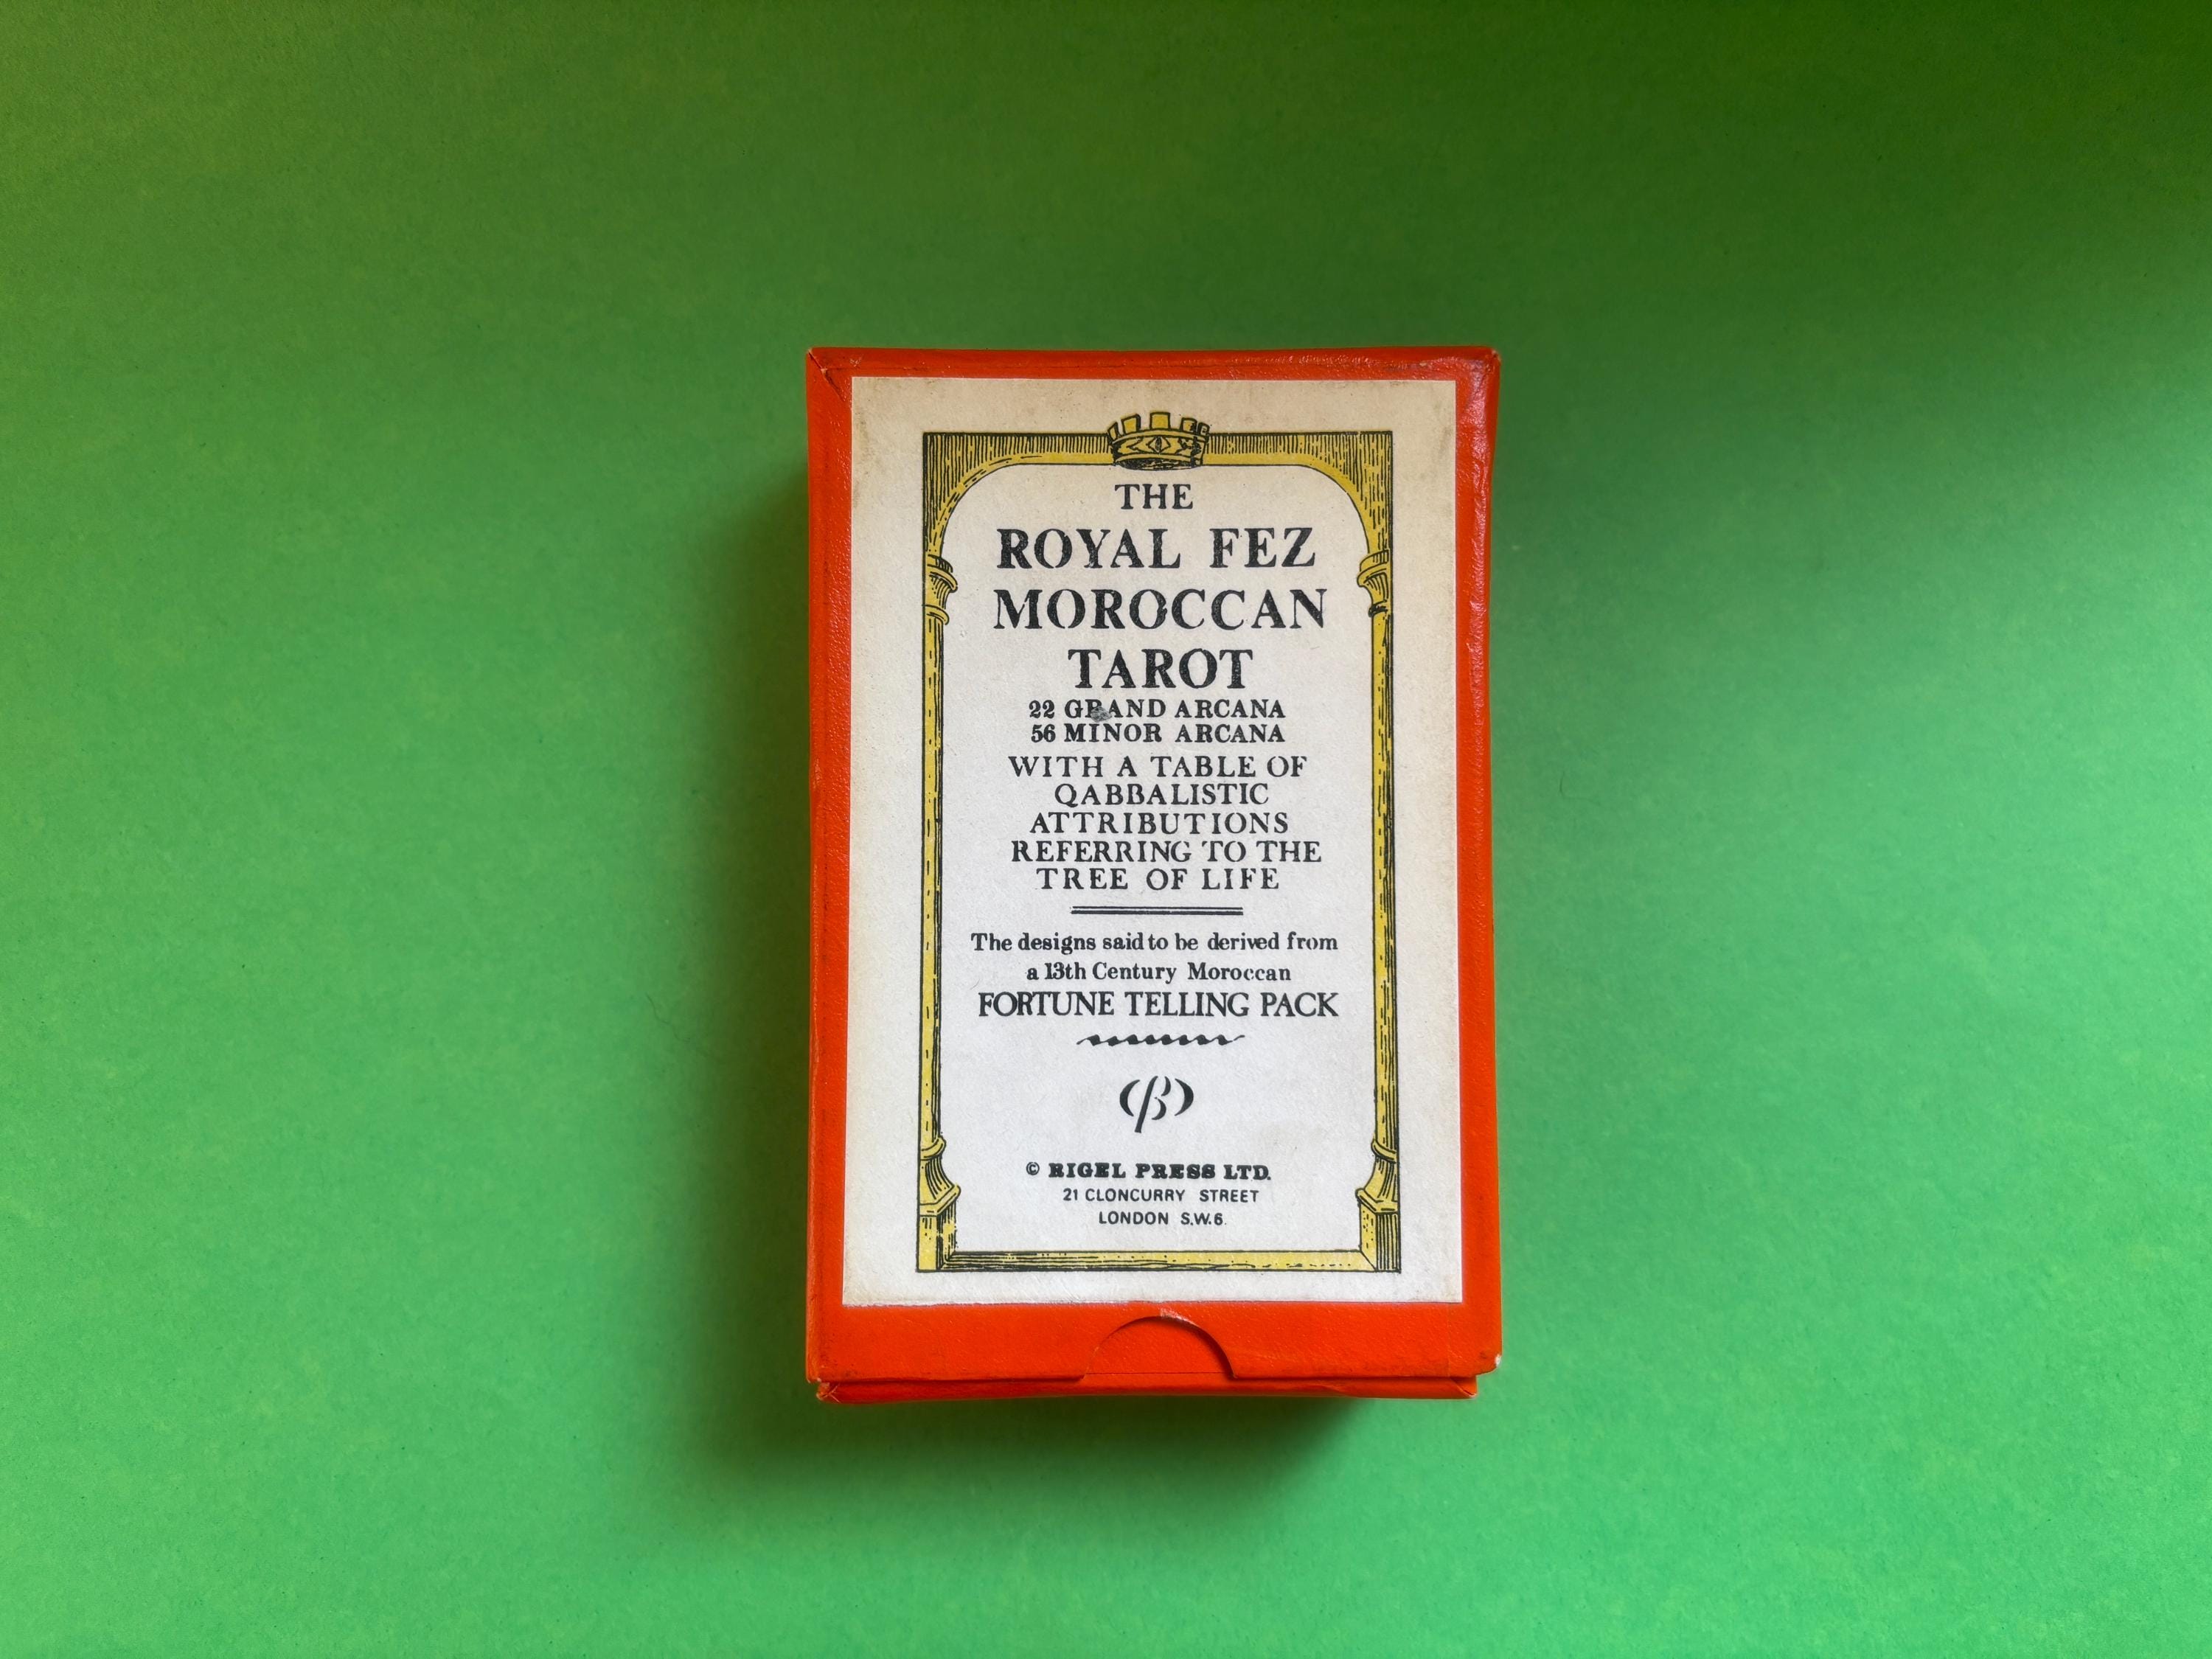 THE
ROYAL FEZ
MOROCCAN
TAROT
22 GRAND ARCANA
56 MINOR ARCANA
WITH A TABLE OF
QABBALISTIC
ATTRIBUTIONS
REFERRING TO THE
TREE OF LIFE
The designs said to be derived from
a 13th Century Moroccan
FORTUNE TELLING PACK
© RIGEL PRESS LTD.
21 CLONCURRY STREET
LONDON S.W.6.